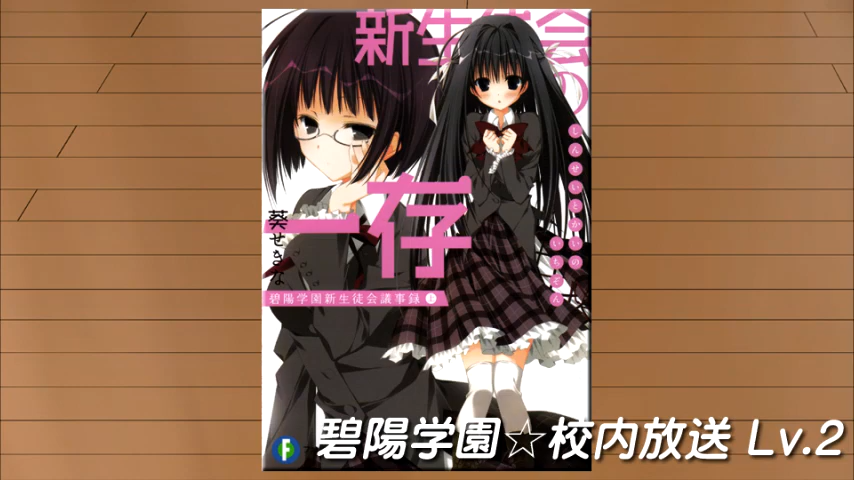 新生徒会の
一存
しんせいとかいの
いちぞん
葵せきな
碧陽学園新生徒会議事録 上
碧陽学園☆校内放送 Lv.2